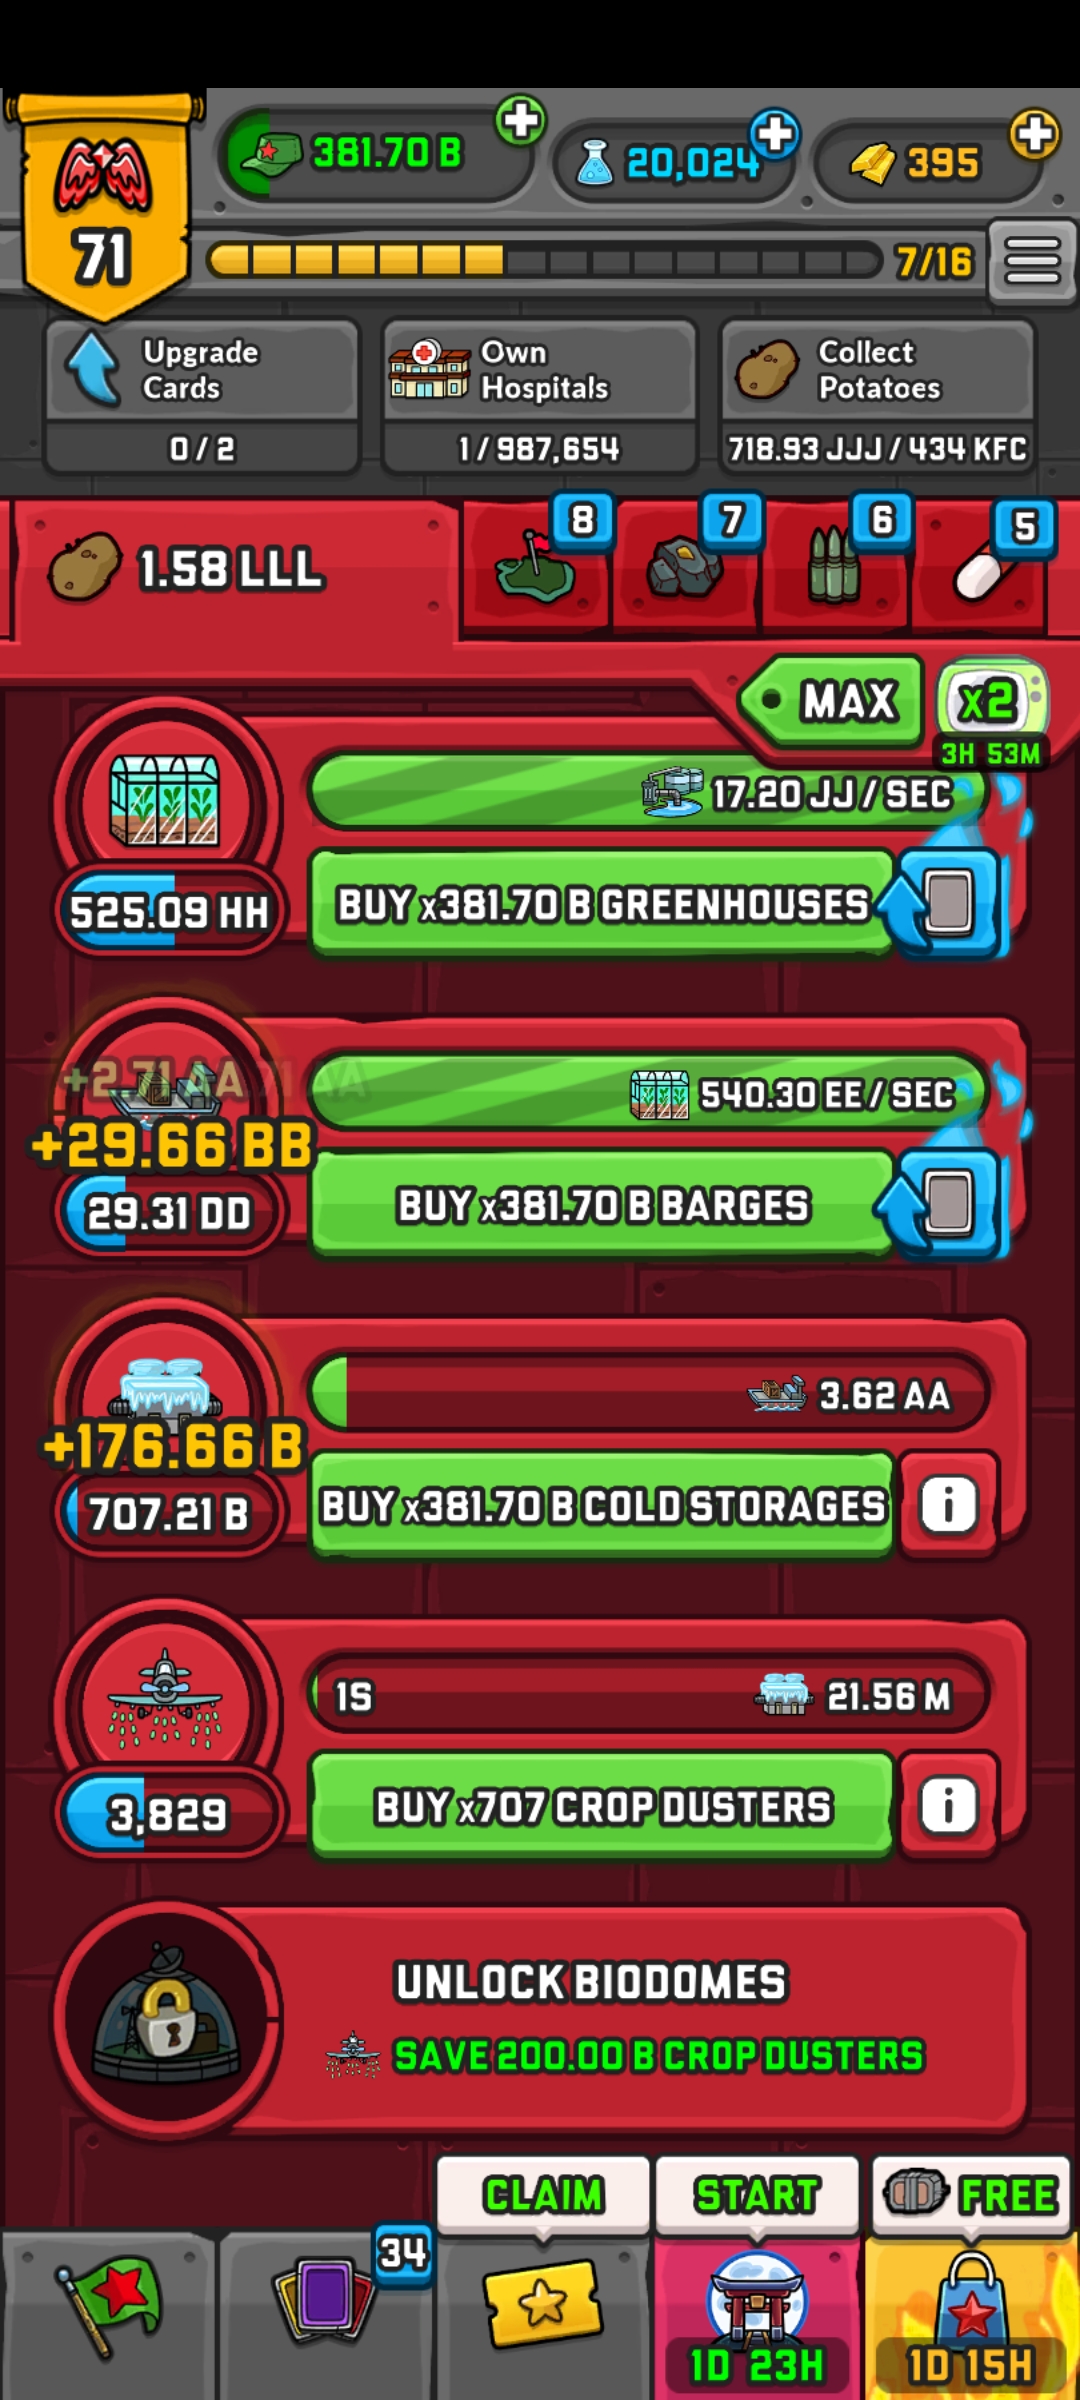 71
381.70 B
20,024
395
7/16
Upgrade
Cards
0 / 2
Own
Hospitals
1 / 987,654
Collect
Potatoes
718.93 JJJ / 434 KFC
1.58 LLL
8
7
6
5
MAX
x2
3H 53M
17.20 JJ / SEC
525.09 HH
BUY x381.70 B GREENHOUSES
+2.71 AA
71 AA
540.30 EE / SEC
+29.66 BB
29.31 DD
BUY x381.70 B BARGES
3.62 AA
+176.66 B
707.21 B
BUY x381.70 B COLD STORAGES
i
1S
21.56 M
3,829
BUY x707 CROP DUSTERS
i
UNLOCK BIODOMES
SAVE 200.00 B CROP DUSTERS
CLAIM
START
FREE
34
1D 23H
1D 15H